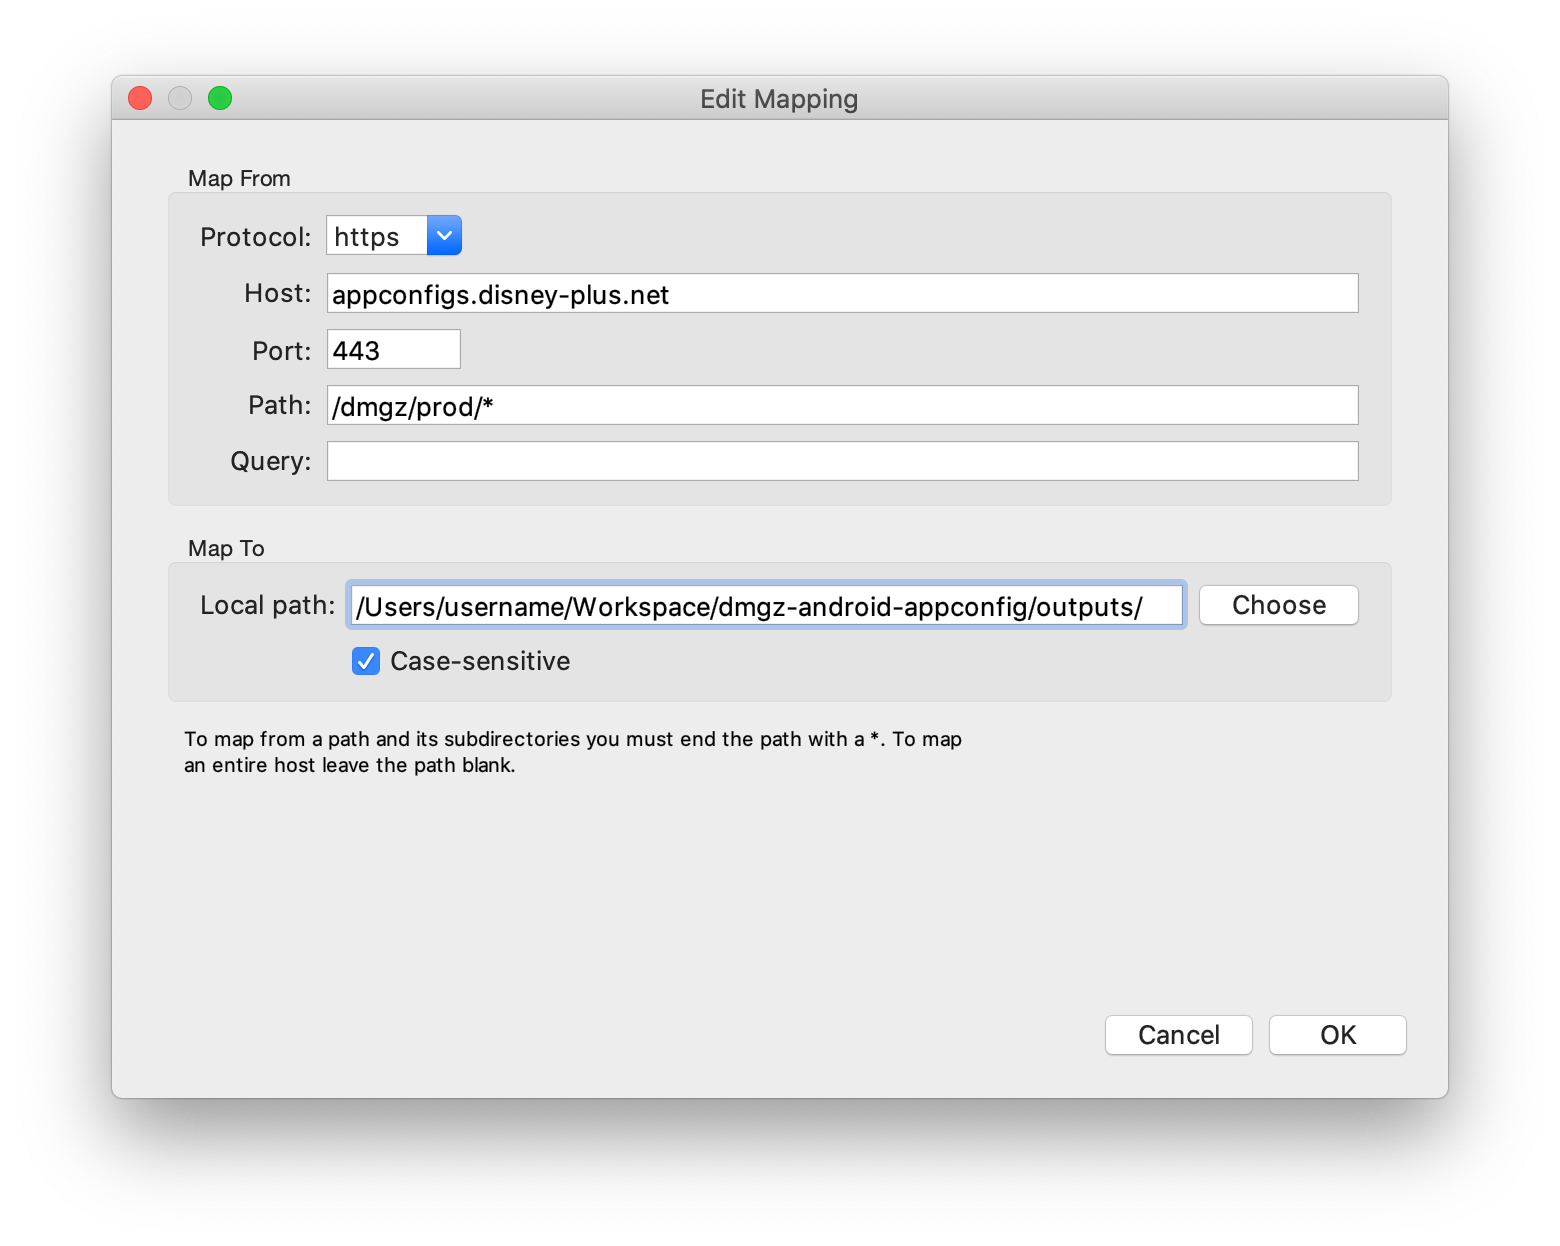 Edit Mapping
Map From
Protocol: https
Host: appconfigs.disney-plus.net
Port: 443
Path: /dmgz/prod/*
Query:
Map To
Local path: /Users/username/Workspace/dmgz-android-appconfig/outputs/ Choose
Case-sensitive
To map from a path and its subdirectories you must end the path with a *. To map
an entire host leave the path blank.
Cancel OK